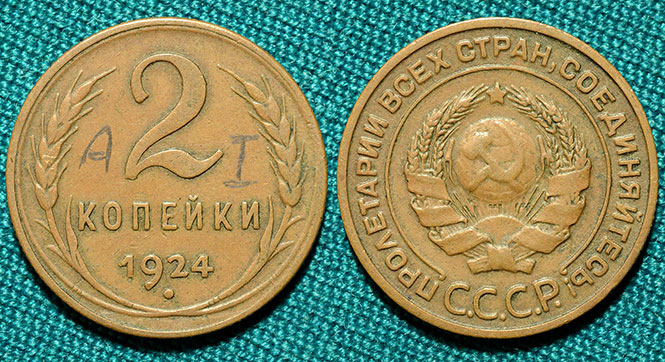 A 2 I
КОПЕЙКИ
1924
ПРОЛЕТАРИИ ВСЕХ СТРАН, СОЕДИНЯЙТЕСЬ!
С.С.С.Р.